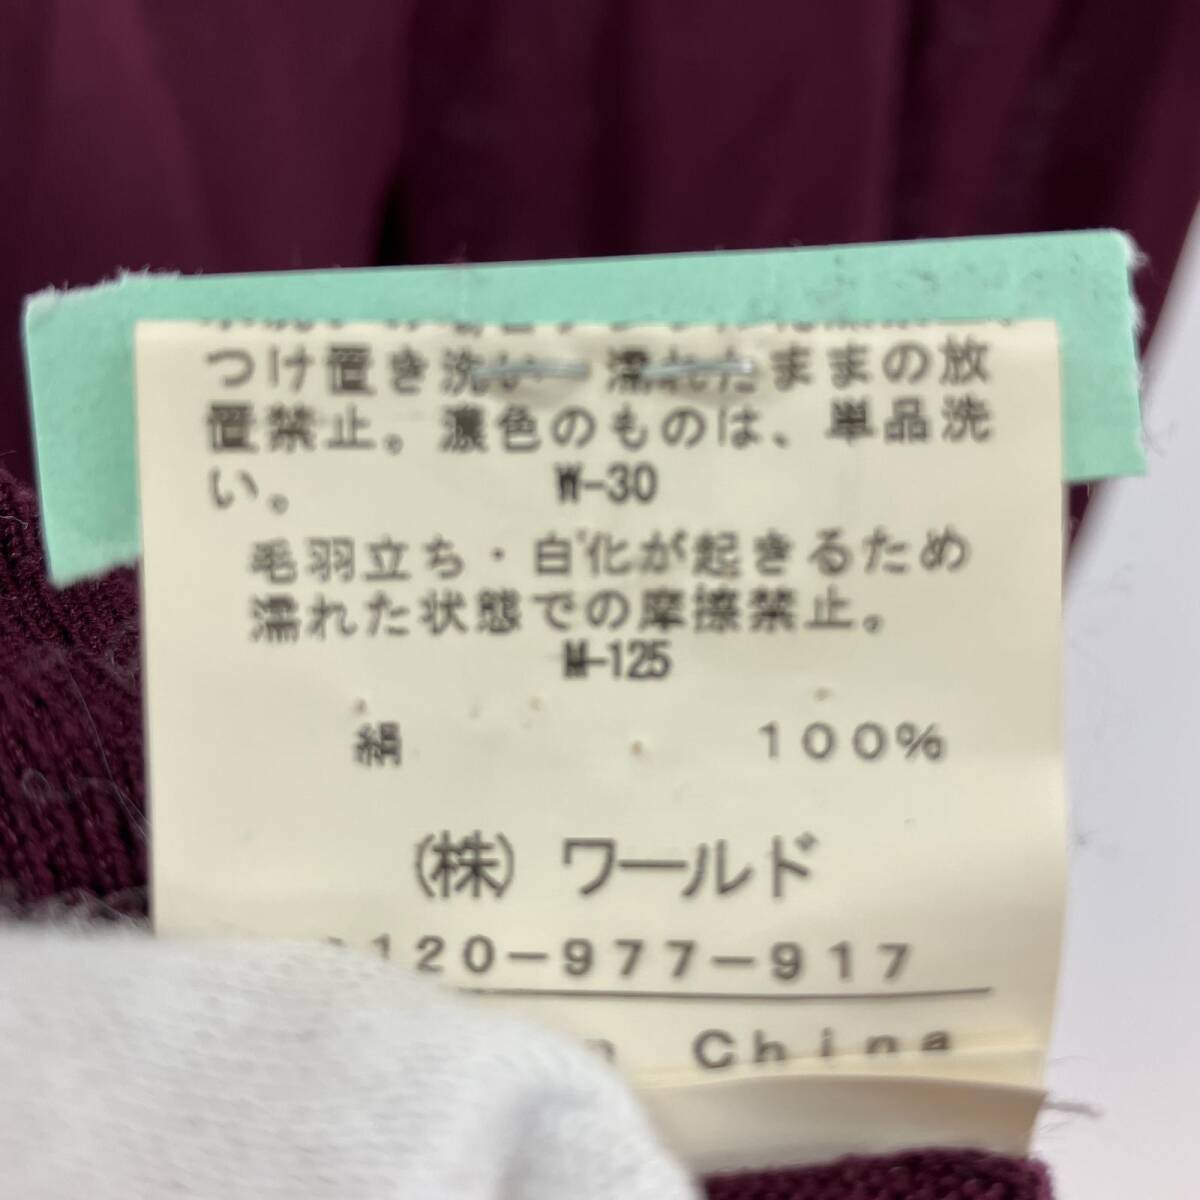 つけ置き洗い・濡れたままの放
置禁止。濃色のものは、単品洗
い。 W-30
毛羽立ち・白化が起きるため
濡れた状態での摩擦禁止。
M-125
絹 100%
(株) ワールド
120-977-917
China